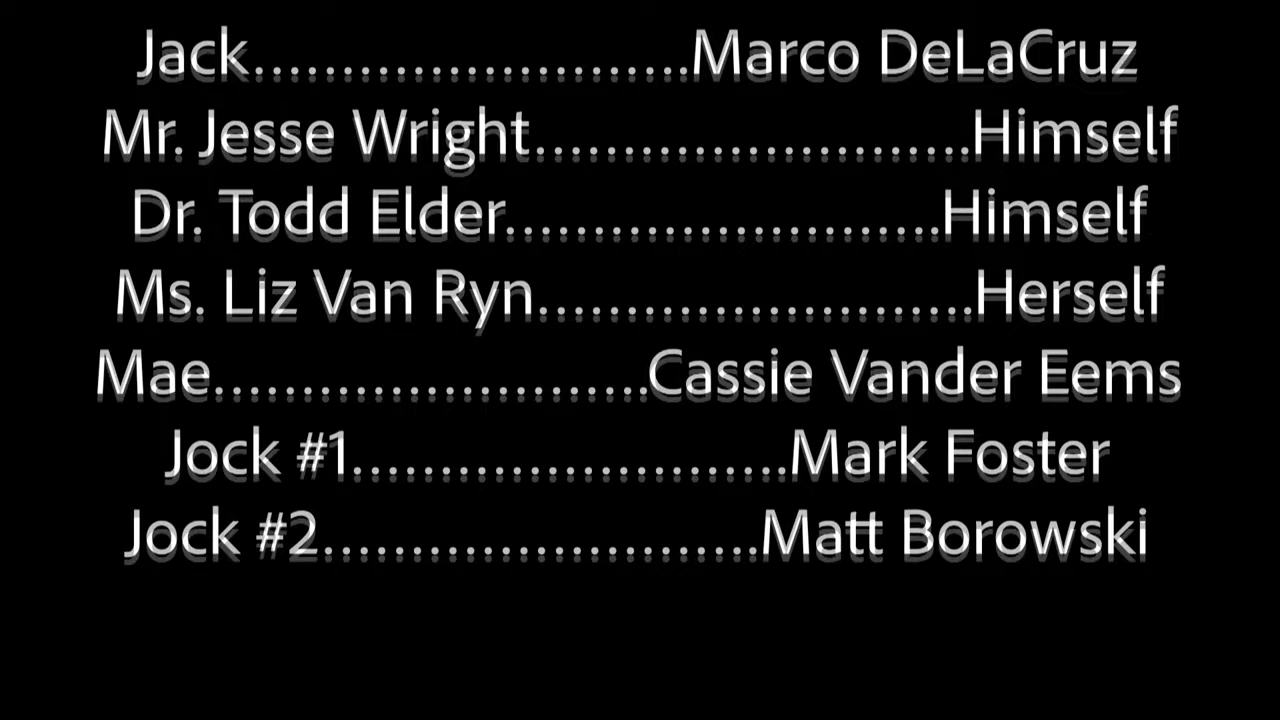 Jack........................Marco DeLaCruz
Mr. Jesse Wright........................Himself
Dr. Todd Elder........................Himself
Ms. Liz Van Ryn........................Herself
Mae........................Cassie Vander Eems
Jock #1........................Mark Foster
Jock #2........................Matt Borowski